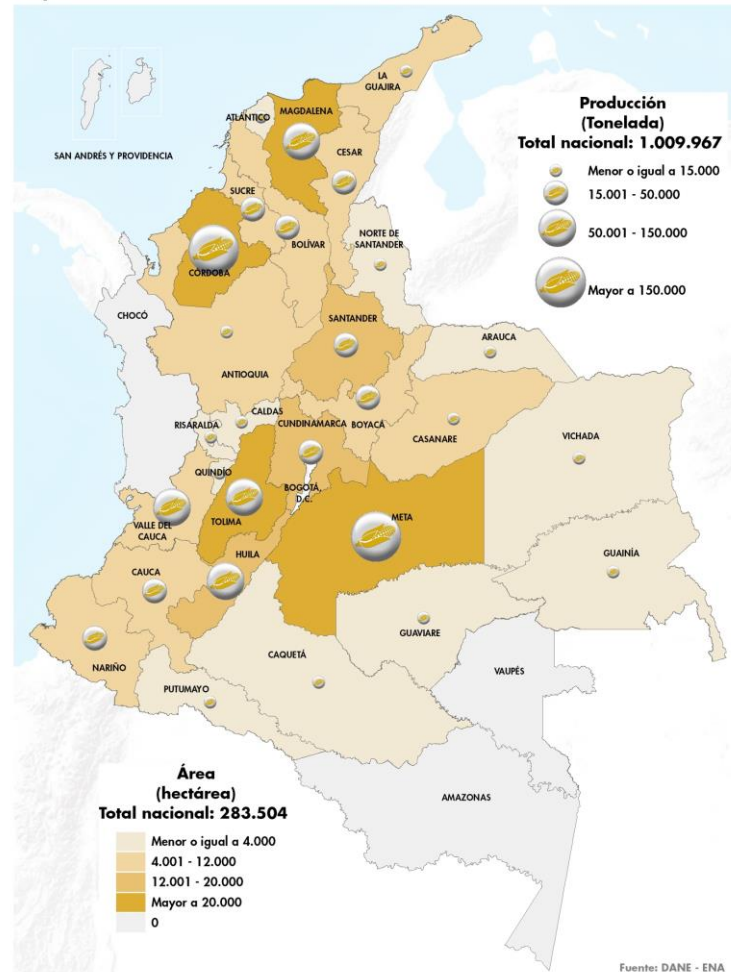 LA
GUAJIRA
ATLÁNTICO
MAGDALENA
CESAR
SAN ANDRÉS Y PROVIDENCIA
Producción
(Tonelada)
Total nacional: 1.009.967
Menor o igual a 15.000
15.001 - 50.000
50.001 - 150.000
Mayor a 150.000
SUCRE
BOLÍVAR
NORTE DE
SANTANDER
CÓRDOBA
CHOCÓ
SANTANDER
ARAUCA
ANTIOQUIA
CALDAS
RISARALDA
CUNDINAMARCA
BOYACÁ
CASANARE
VICHADA
QUINDÍO
BOGOTÁ,
D.C.
TOLIMA
META
VALLE DEL
CAUCA
HUILA
CAUCA
GUAINÍA
NARIÑO
GUAVIARE
CAQUETÁ
VAUPÉS
PUTUMAYO
AMAZONAS
Área
(hectárea)
Total nacional: 283.504
Menor o igual a 4.000
4.001 - 12.000
12.001 - 20.000
Mayor a 20.000
0
Fuente: DANE - ENA